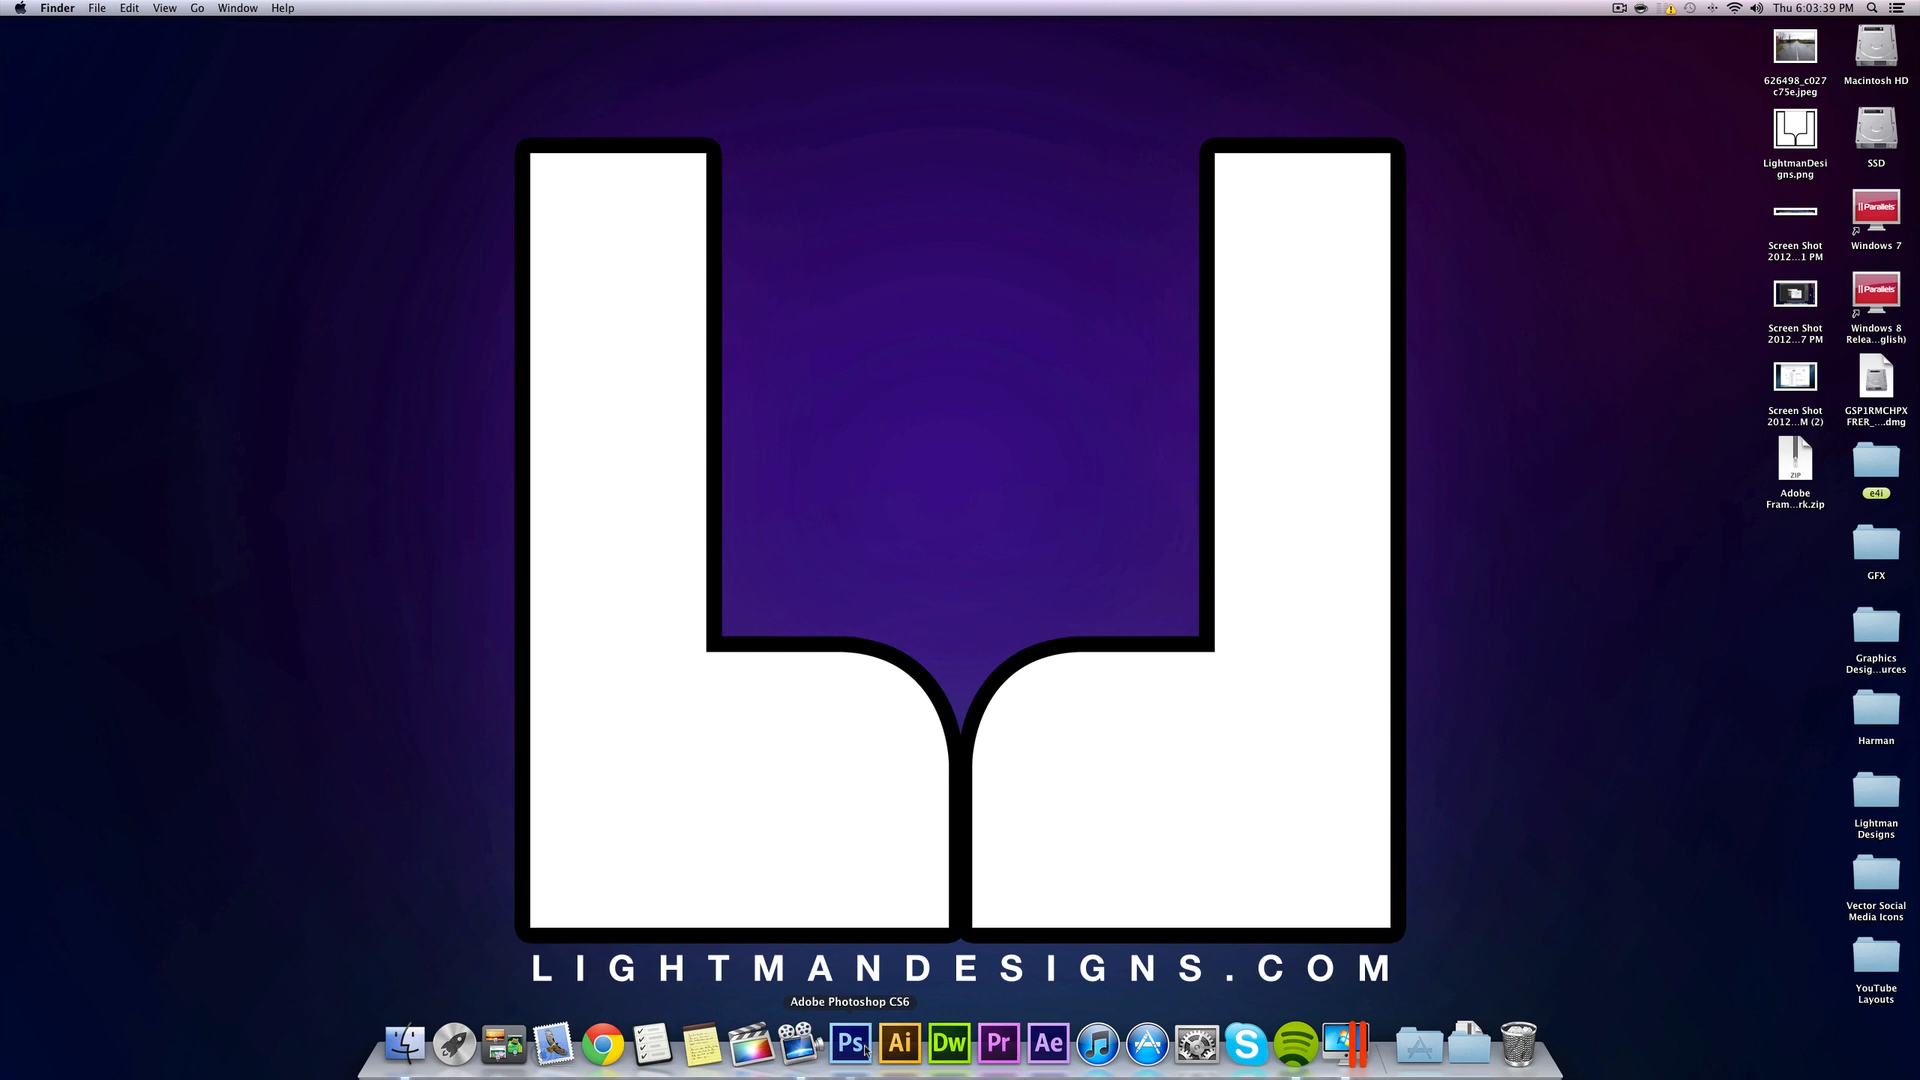 Finder File Edit View Go Window Help
Thu 6:03:39 PM
626498_c027
c75e.jpeg
Macintosh HD
LightmanDesi
gns.png
SSD
Screen Shot
2012...1 PM
|| Parallels
Windows 7
Screen Shot
2012...7 PM
|| Parallels
Windows 8
Relea...glish)
Screen Shot
2012...M (2)
GSP1RMCHPX
FRER_....dmg
ZIP
Adobe
Fram...rk.zip
e4i
GFX
Graphics
Desig...urces
Harman
Lightman
Designs
Vector Social
Media Icons
YouTube
Layouts
LIGHTMANDESIGNS.COM
Adobe Photoshop CS6
Ps Ai Dw Pr Ae